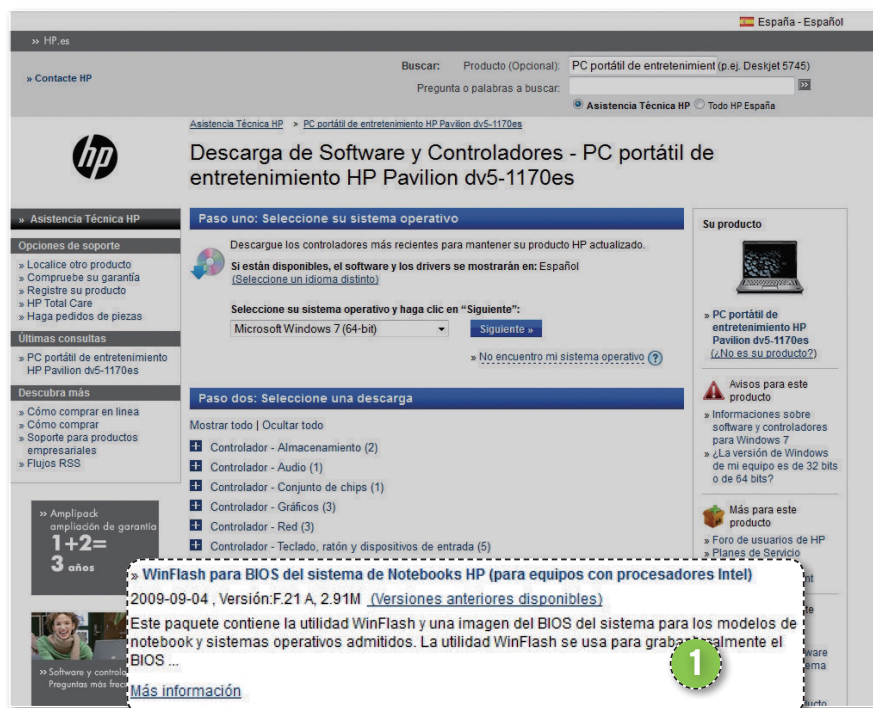 España - Español
» HP.es
» Contacte HP
Buscar: Producto (Opcional): PC portátil de entretenimient (p.ej. Deskjet 5745)
Pregunta o palabras a buscar: »
Asistencia Técnica HP Todo HP España
Asistencia Técnica HP > PC portátil de entretenimiento HP Pavilion dv5-1170es
hp
Descarga de Software y Controladores - PC portátil de
entretenimiento HP Pavilion dv5-1170es
» Asistencia Técnica HP
Opciones de soporte
» Localice otro producto
» Compruebe su garantía
» Registre su producto
» HP Total Care
» Haga pedidos de piezas
Últimas consultas
» PC portátil de entretenimiento
HP Pavilion dv5-1170es
Descubra más
» Cómo comprar en linea
» Cómo comprar
» Soporte para productos
empresariales
» Flujos RSS
» Amplipack
ampliación de garantía
1+2=
3 años
» Software y controla
Preguntas más frec
Paso uno: Seleccione su sistema operativo
Descargue los controladores más recientes para mantener su producto HP actualizado.
Si están disponibles, el software y los drivers se mostrarán en: Español
(Seleccione un idioma distinto)
Seleccione su sistema operativo y haga clic en "Siguiente":
Microsoft Windows 7 (64-bit) Siguiente »
» No encuentro mi sistema operativo ?
Paso dos: Seleccione una descarga
Mostrar todo | Ocultar todo
Controlador - Almacenamiento (2)
Controlador - Audio (1)
Controlador - Conjunto de chips (1)
Controlador - Gráficos (3)
Controlador - Red (3)
Controlador - Teclado, ratón y dispositivos de entrada (5)
Su producto
» PC portátil de
entretenimiento HP
Pavilion dv5-1170es
(¿No es su producto?)
Avisos para este
producto
» Informaciones sobre
software y controladores
para Windows 7
» ¿La versión de Windows
de mi equipo es de 32 bits
o de 64 bits?
Más para este
producto
» Foro de usuarios de HP
» Planes de Servicio
» WinFlash para BIOS del sistema de Notebooks HP (para equipos con procesadores Intel)
2009-09-04 , Versión:F.21 A, 2.91M (Versiones anteriores disponibles)
Este paquete contiene la utilidad WinFlash y una imagen del BIOS del sistema para los modelos de
notebook y sistemas operativos admitidos. La utilidad WinFlash se usa para el
BIOS ...
1
Más información